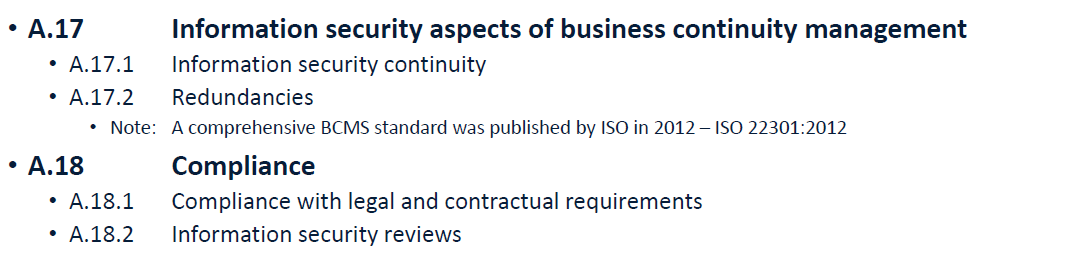 • A.17 Information security aspects of business continuity management
• A.17.1 Information security continuity
• A.17.2 Redundancies
• Note: A comprehensive BCMS standard was published by ISO in 2012 – ISO 22301:2012
• A.18 Compliance
• A.18.1 Compliance with legal and contractual requirements
• A.18.2 Information security reviews